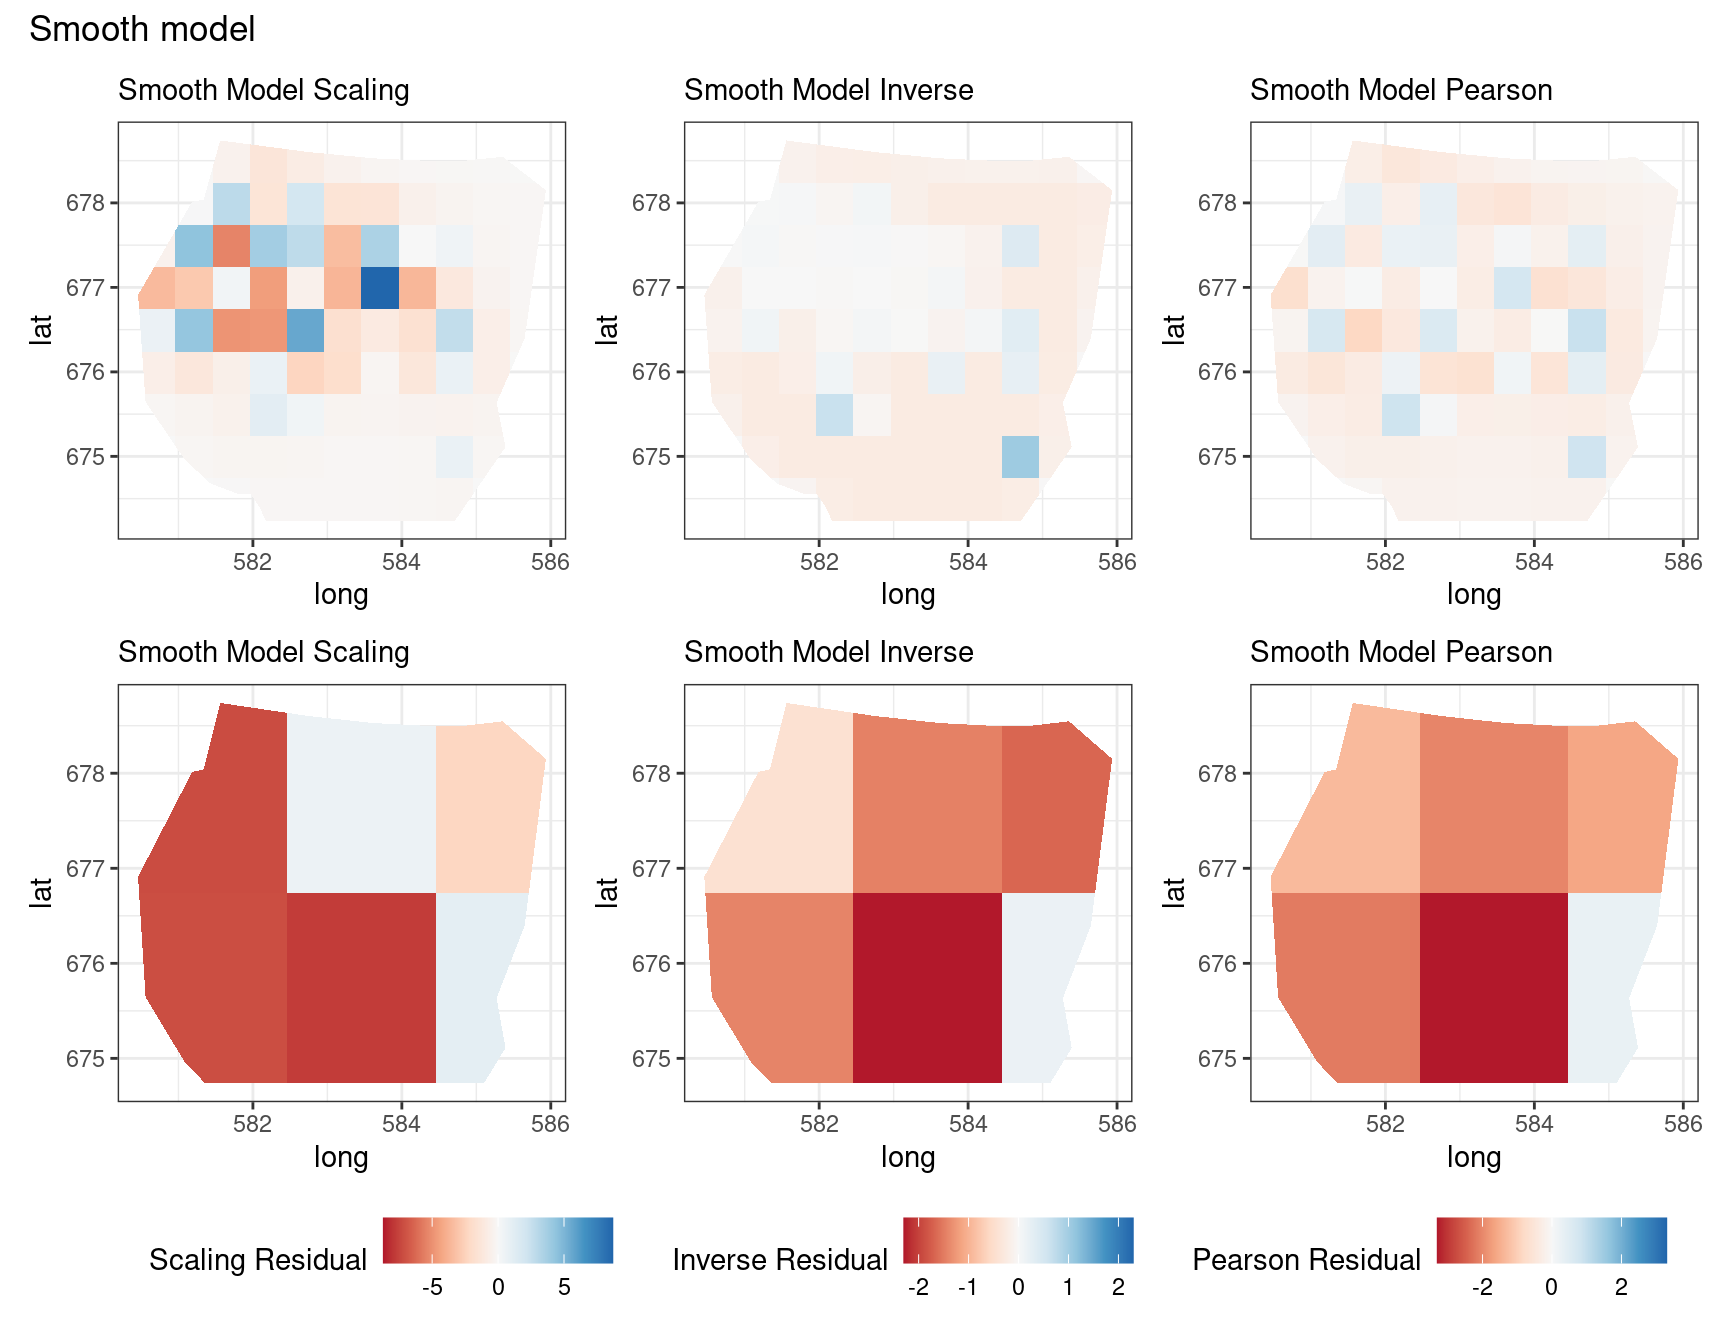 Smooth model
Smooth Model Scaling
Smooth Model Inverse
Smooth Model Pearson
678
677
676
675
lat
582
584
586
long
678
677
676
675
lat
582
584
586
long
678
677
676
675
lat
582
584
586
long
Smooth Model Scaling
Smooth Model Inverse
Smooth Model Pearson
678
677
676
675
lat
582
584
586
long
678
677
676
675
lat
582
584
586
long
678
677
676
675
lat
582
584
586
long
Scaling Residual
-5
0
5
Inverse Residual
-2
-1
0
1
2
Pearson Residual
-2
0
2